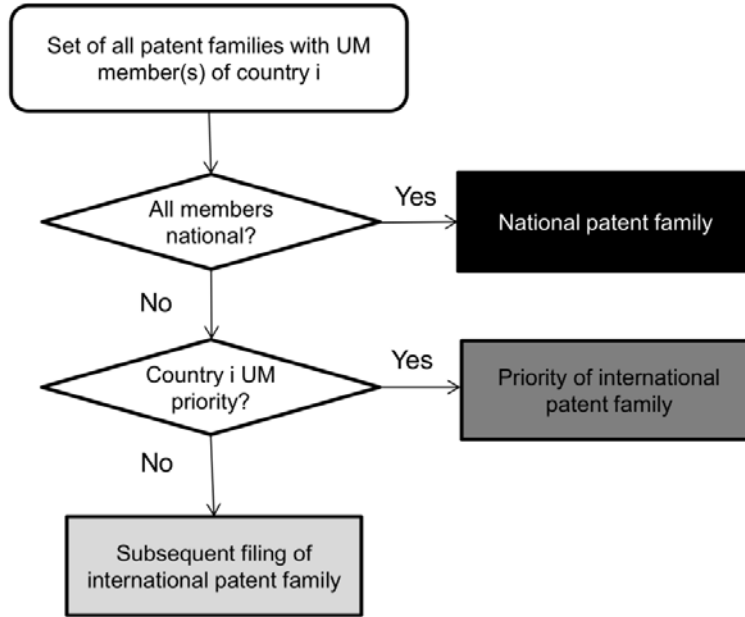 Set of all patent families with UM
member(s) of country i
All members
national?
Yes
National patent family
No
Country i UM
priority?
Yes
Priority of international
patent family
No
Subsequent filing of
international patent family